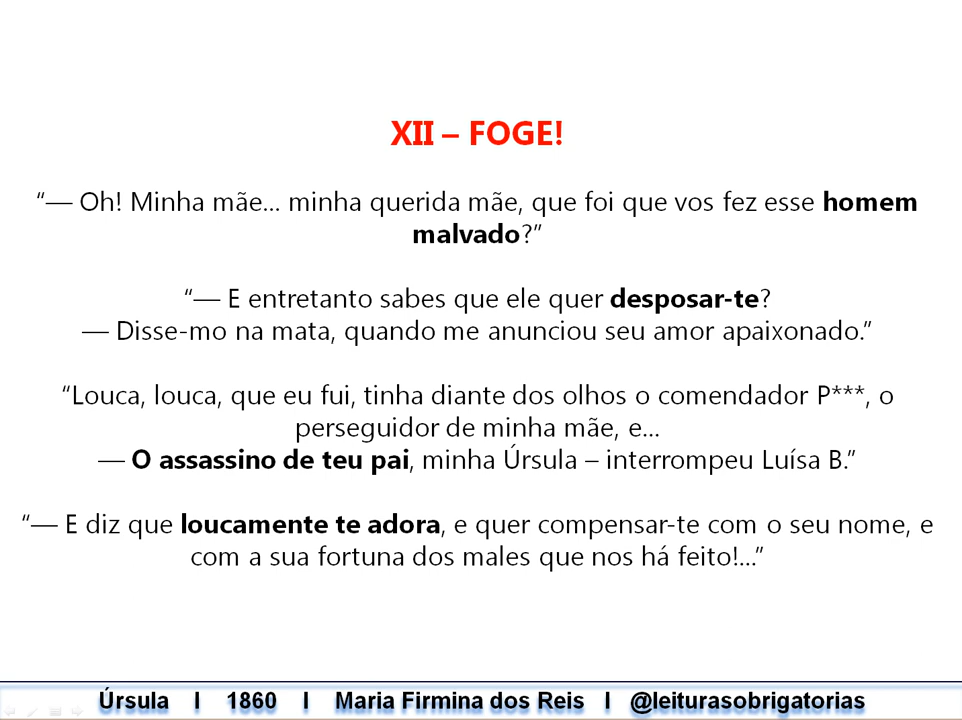 XII – FOGE!
“— Oh! Minha mãe... minha querida mãe, que foi que vos fez esse homem
malvado?”
“— E entretanto sabes que ele quer desposar-te?
— Disse-mo na mata, quando me anunciou seu amor apaixonado.”
“Louca, louca, que eu fui, tinha diante dos olhos o comendador P***, o
perseguidor de minha mãe, e...
— O assassino de teu pai, minha Úrsula – interrompeu Luísa B.”
“— E diz que loucamente te adora, e quer compensar-te com o seu nome, e
com a sua fortuna dos males que nos há feito!...”
Úrsula I 1860 I Maria Firmina dos Reis I @leiturasobrigatorias